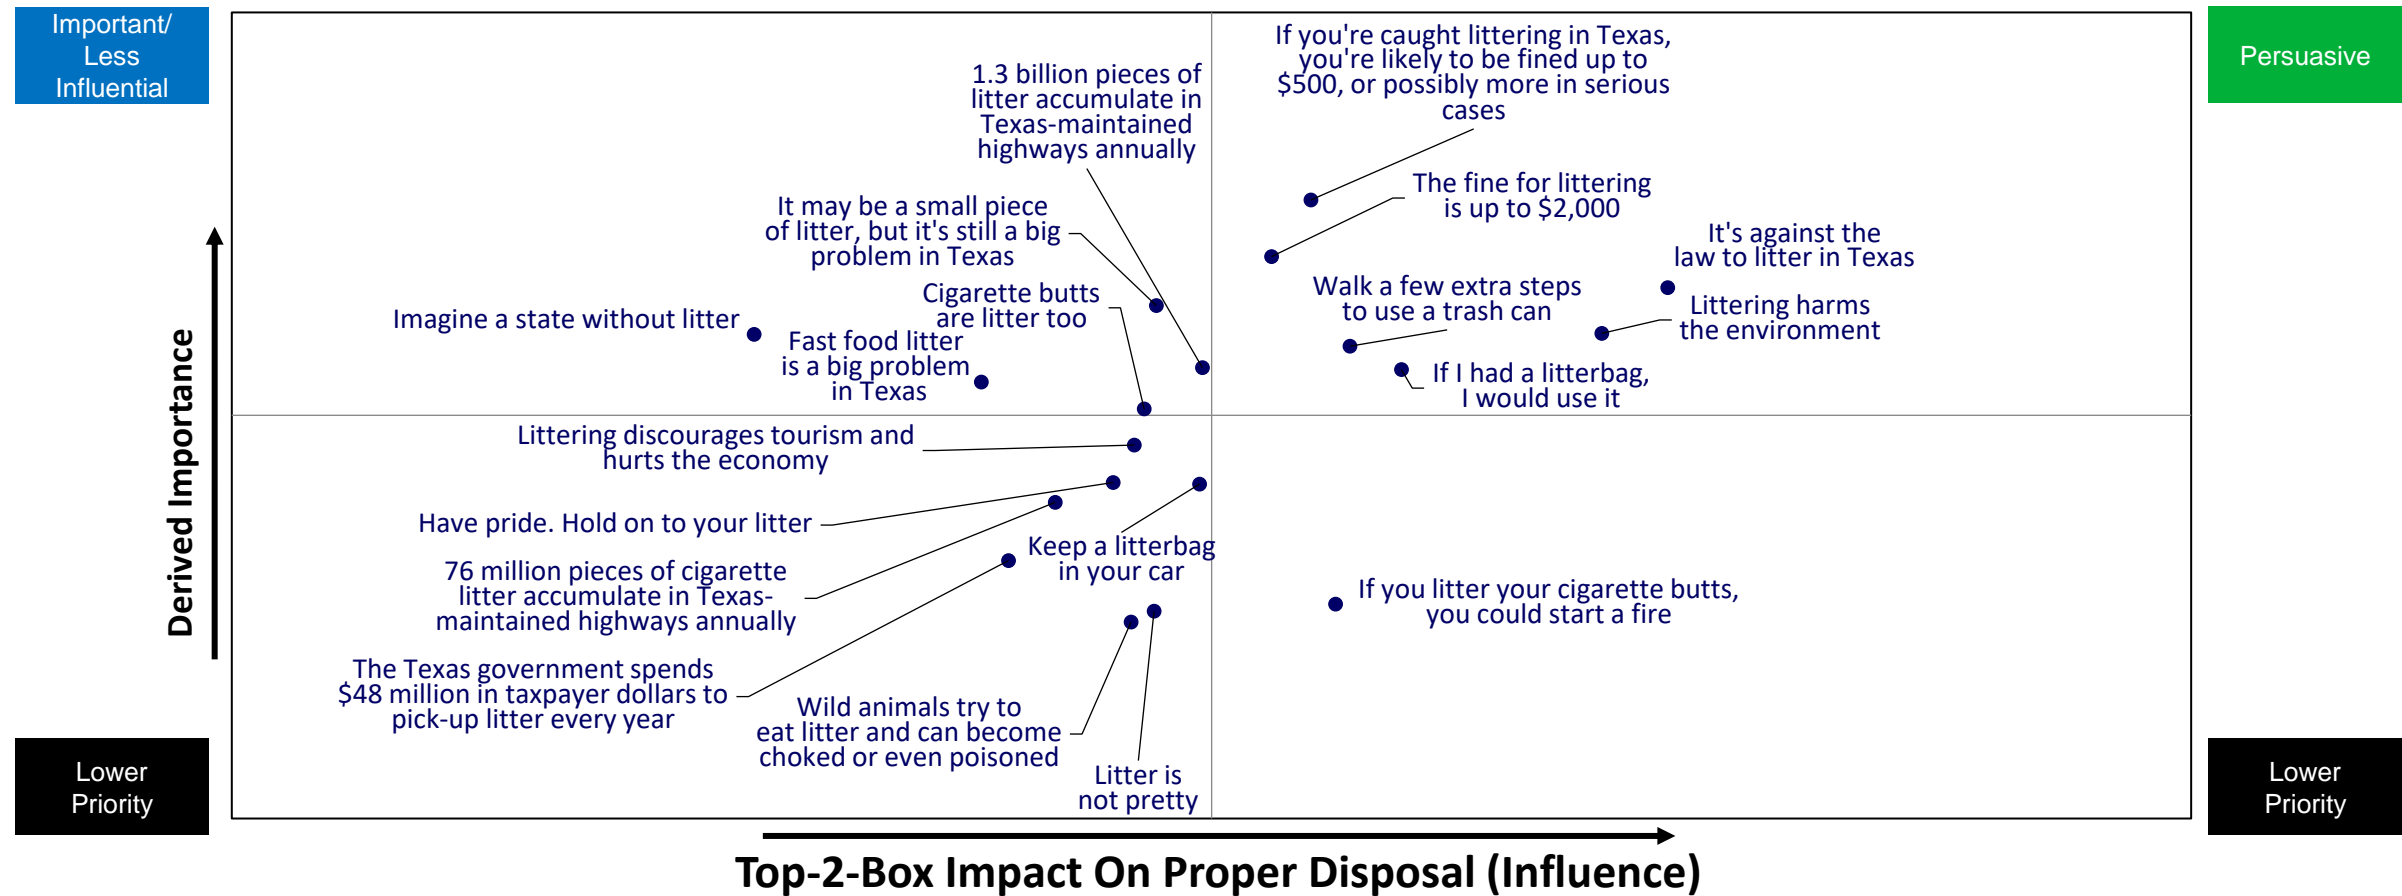 Important/
Less
Influential
Persuasive
If you're caught littering in Texas,
you're likely to be fined up to
$500, or possibly more in serious
cases
1.3 billion pieces of
litter accumulate in
Texas-maintained
highways annually
The fine for littering
is up to $2,000
It may be a small piece
of litter, but it's still a big
problem in Texas
It's against the
law to litter in Texas
Walk a few extra steps
to use a trash can
Cigarette butts
are litter too
Littering harms
the environment
Imagine a state without litter
Fast food litter
is a big problem
in Texas
If I had a litterbag,
I would use it
Derived Importance
Littering discourages tourism and
hurts the economy
Have pride. Hold on to your litter
Keep a litterbag
in your car
76 million pieces of cigarette
litter accumulate in Texas-
maintained highways annually
If you litter your cigarette butts,
you could start a fire
The Texas government spends
$48 million in taxpayer dollars to
pick-up litter every year
Wild animals try to
eat litter and can become
choked or even poisoned
Litter is
not pretty
Lower
Priority
Lower
Priority
Top-2-Box Impact On Proper Disposal (Influence)